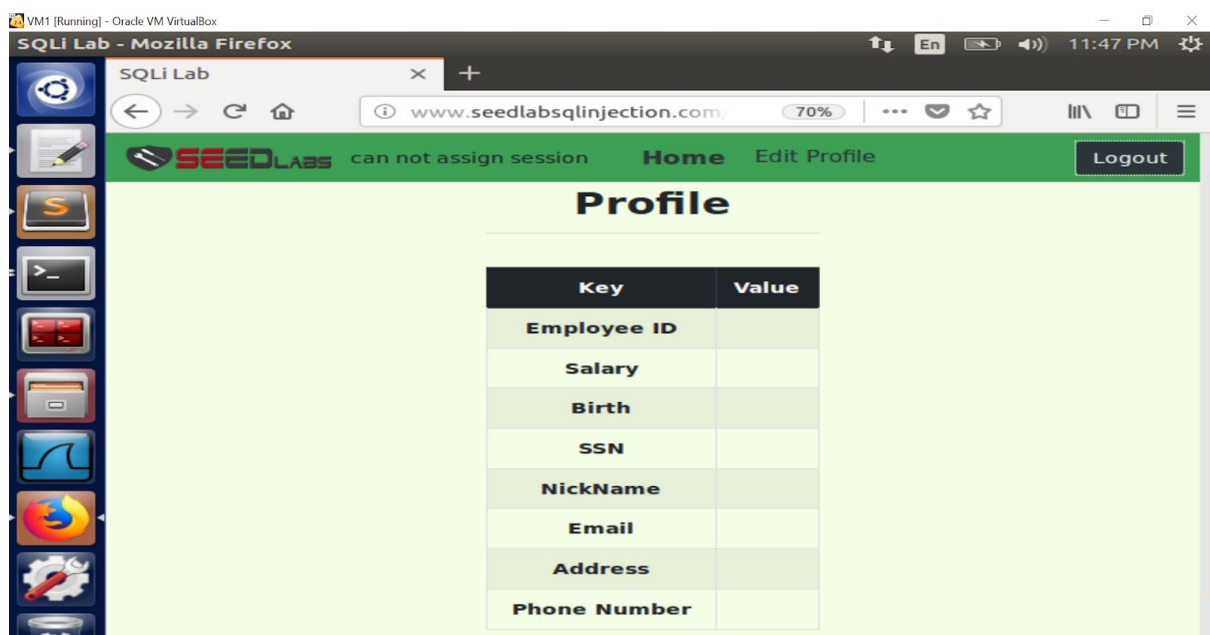 VM1 [Running] - Oracle VM VirtualBox
SQLi Lab - Mozilla Firefox En 11:47 PM
SQLi Lab
www.seedlabsqlinjection.com/ 70%
SEEDLABS can not assign session Home Edit Profile Logout
Profile
Key Value
Employee ID
Salary
Birth
SSN
NickName
Email
Address
Phone Number